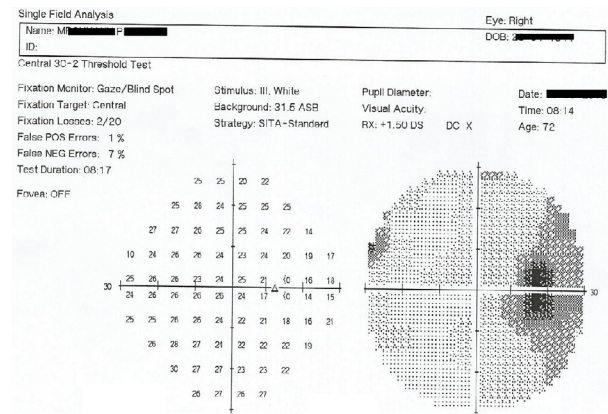 Single Field Analysis
Eye: Right
Name: M P
DOB: 2
ID:
Central 30-2 Threshold Test
Fixation Monitor: Gaze/Blind Spot
Stimulus: III, White
Pupil Diameter:
Date:
Fixation Target: Central
Background: 31.5 ASB
Visual Acuity:
Time: 08:14
Fixation Losses: 2/20
Strategy: SITA-Standard
RX: +1.50 DS DC X
Age: 72
False POS Errors: 1 %
False NEG Errors: 7 %
Test Duration: 08:17
Fovea: OFF
25 25 20 22
25 28 24 25 25 25
27 27 26 25 25 24 22 14
10 24 26 26 24 23 24 20 19 17
25 26 26 23 24 25 21 <0 16 18
30
30
24 26 26 26 26 24 17 <0 14 15
25 25 26 26 24 22 21 18 16 21
26 28 27 24 22 22 22 19
30 27 27 23 23 22
26 27 26 27